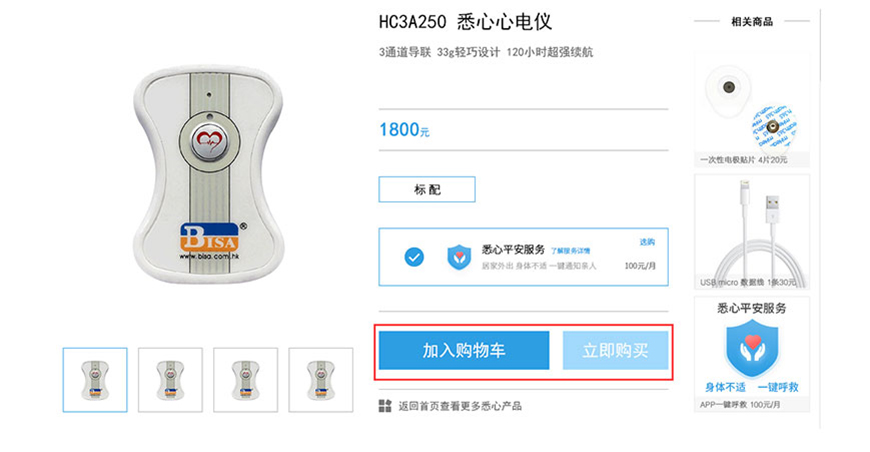 HC3A250 悉心心电仪
3通道导联 33g轻巧设计 120小时超强续航
1800元
标配
悉心平安服务 了解服务详情 选购
居家外出 身体不适 一键通知亲人 100元/月
加入购物车 立即购买
返回首页查看更多悉心产品
BISA®
www.bisa.com.hk
相关商品
一次性电极贴片 4片20元
USB micro 数据线 1条30元
悉心平安服务
身体不适 一键呼救
APP一键呼救 100元/月